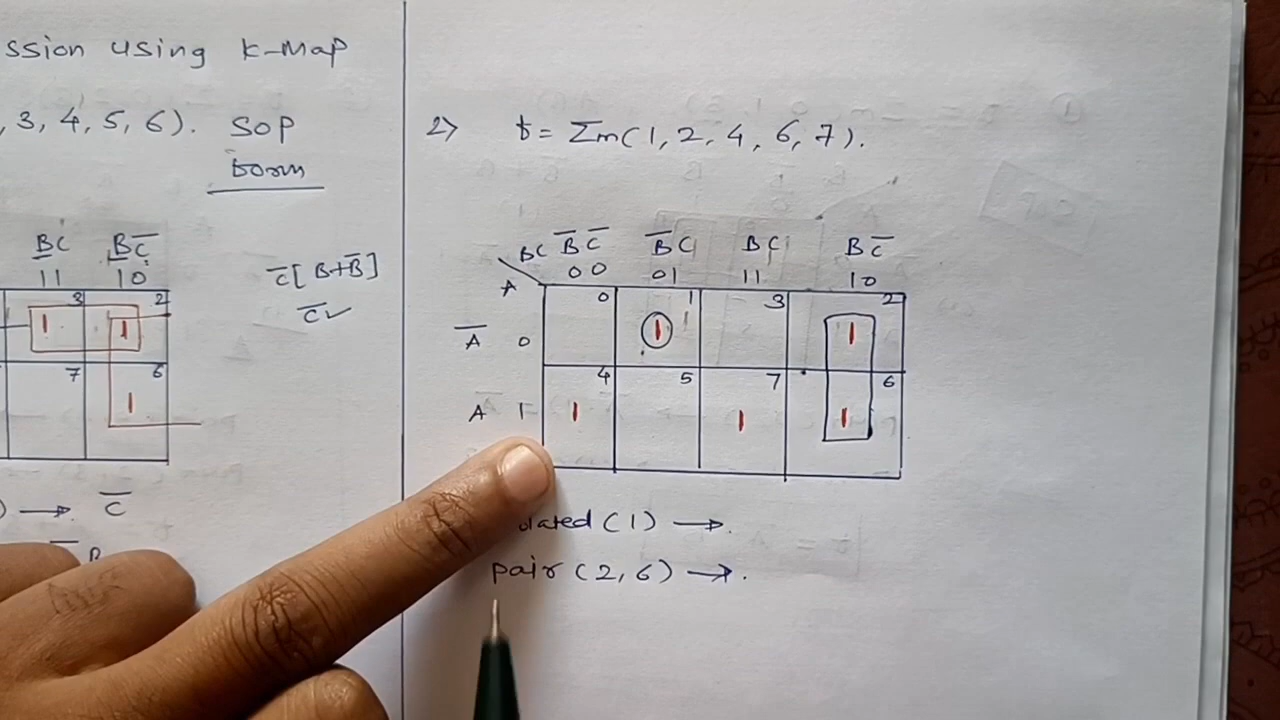 ssion using K-Map
, 3, 4, 5, 6). SOP
form
BC BC̅
11 10
3 2
1 1
7 6
1
C̅[B+B̅]
C̅✓
) → C̅
2) f = Σm(1, 2, 4, 6, 7).
BC B̅C̅ B̅C BC BC̅
00 01 11 10
A
0 1 3 2
A̅ 0 1 1
4 5 7 6
A 1 1 1 1
olated (1) →.
pair (2, 6) →.